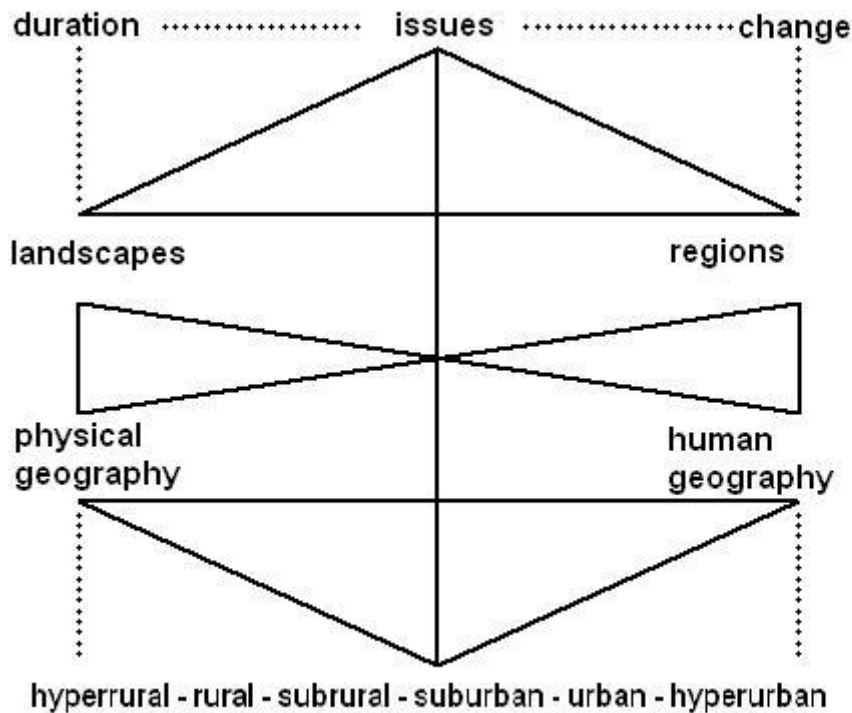 duration issues change
landscapes regions
physical geography
human geography
hyperrural - rural - subrural - suburban - urban - hyperurban